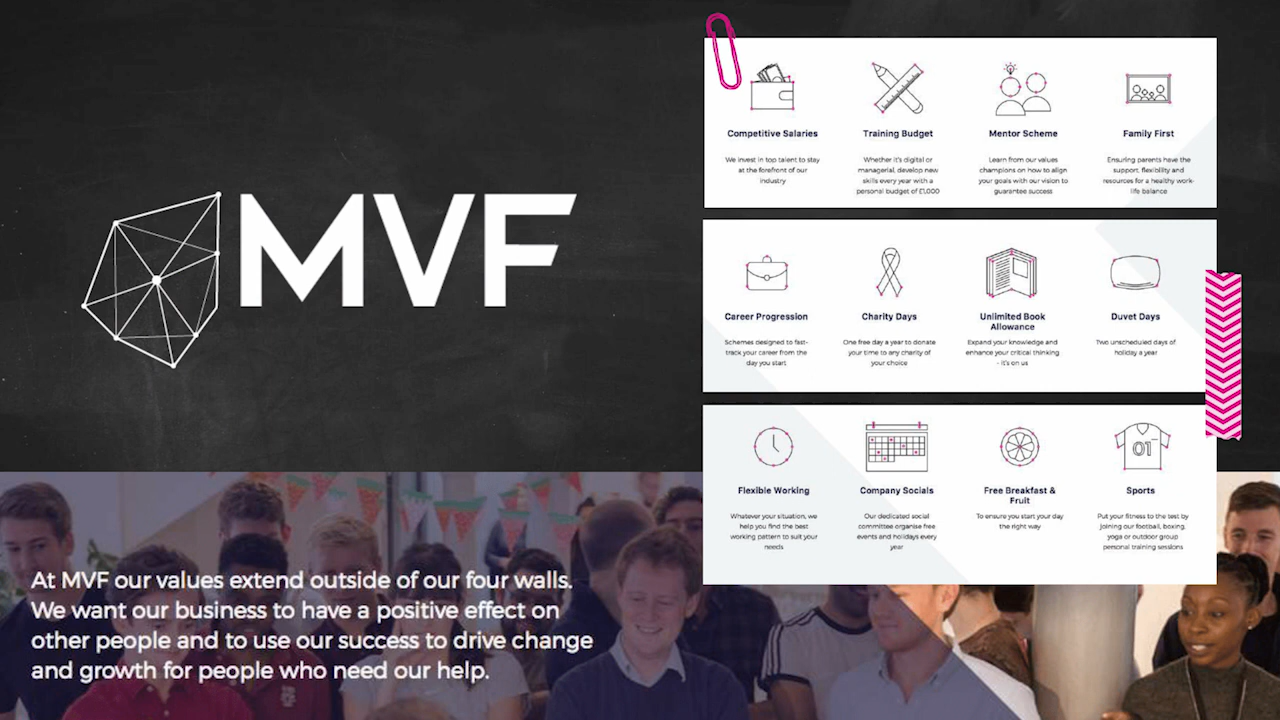 MVF
At MVF our values extend outside of our four walls.
We want our business to have a positive effect on
other people and to use our success to drive change
and growth for people who need our help.
Competitive Salaries
We invest in top talent to stay
at the forefront of our
industry
Training Budget
Whether it's digital or
managerial, develop new
skills every year with a
personal budget of £1,000
Mentor Scheme
Learn from our values
champions on how to align
your goals with our vision to
guarantee success
Family First
Ensuring parents have the
support, flexibility and
resources for a healthy work-
life balance
Career Progression
Schemes designed to fast-
track your career from the
day you start
Charity Days
One free day a year to donate
your time to any charity of
your choice
Unlimited Book
Allowance
Expand your knowledge and
enhance your critical thinking
- it's on us
Duvet Days
Two unscheduled days of
holiday a year
Flexible Working
Whatever your situation, we
help you find the best
working pattern to suit your
needs
Company Socials
Our dedicated social
committee organise free
events and holidays every
year
Free Breakfast &
Fruit
To ensure you start your day
the right way
01
Sports
Put your fitness to the test by
joining our football, boxing,
yoga or outdoor group
personal training sessions